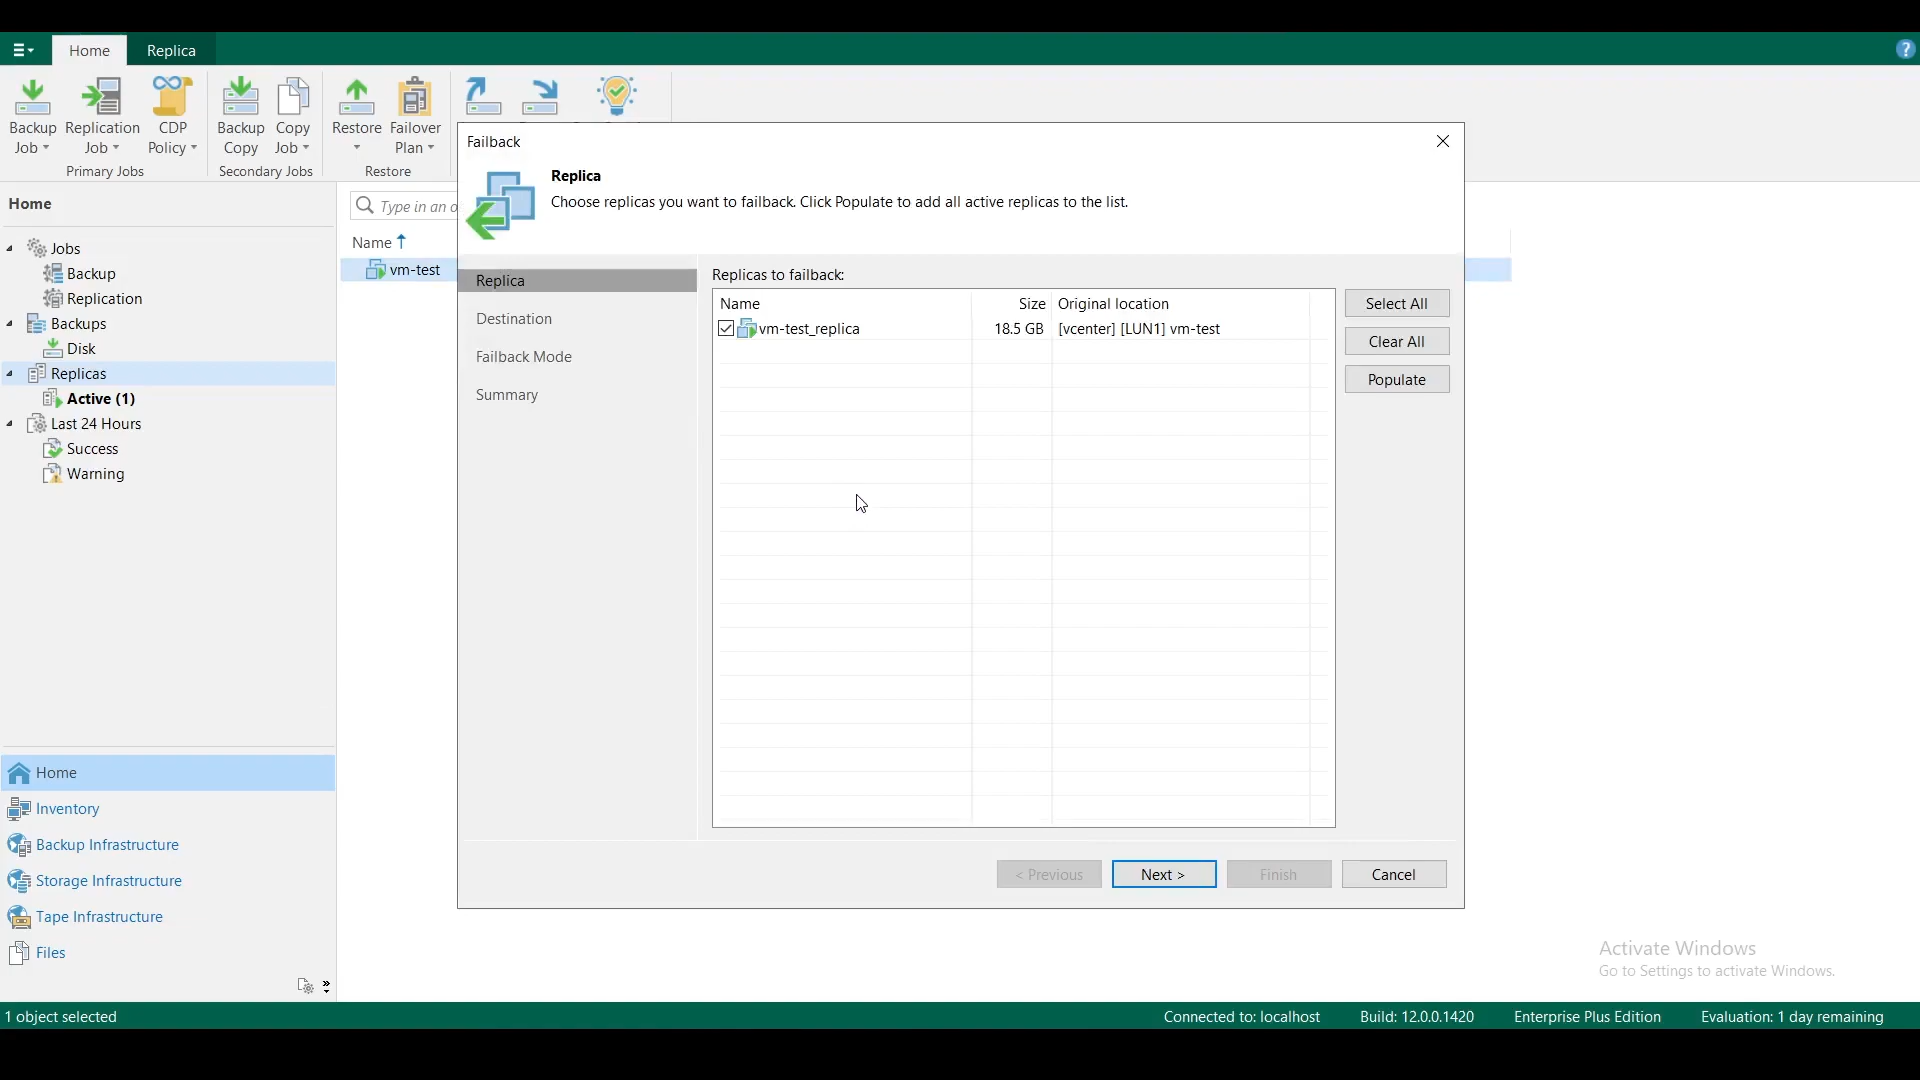 Home
Replica
Backup Job
Replication Job
CDP Policy
Primary Jobs
Backup Copy
Copy Job
Secondary Jobs
Restore
Failover Plan
Restore
Home
Jobs
Backup
Replication
Backups
Disk
Replicas
Active (1)
Last 24 Hours
Success
Warning
Home
Inventory
Backup Infrastructure
Storage Infrastructure
Tape Infrastructure
Files
Type in an o
Name
vm-test
Failback
Replica
Choose replicas you want to failback. Click Populate to add all active replicas to the list.
Replica
Destination
Failback Mode
Summary
Replicas to failback:
Name Size Original location
vm-test_replica 18.5 GB [vcenter] [LUN1] vm-test
Select All
Clear All
Populate
< Previous
Next >
Finish
Cancel
Activate Windows
Go to Settings to activate Windows.
1 object selected
Connected to: localhost
Build: 12.0.0.1420
Enterprise Plus Edition
Evaluation: 1 day remaining